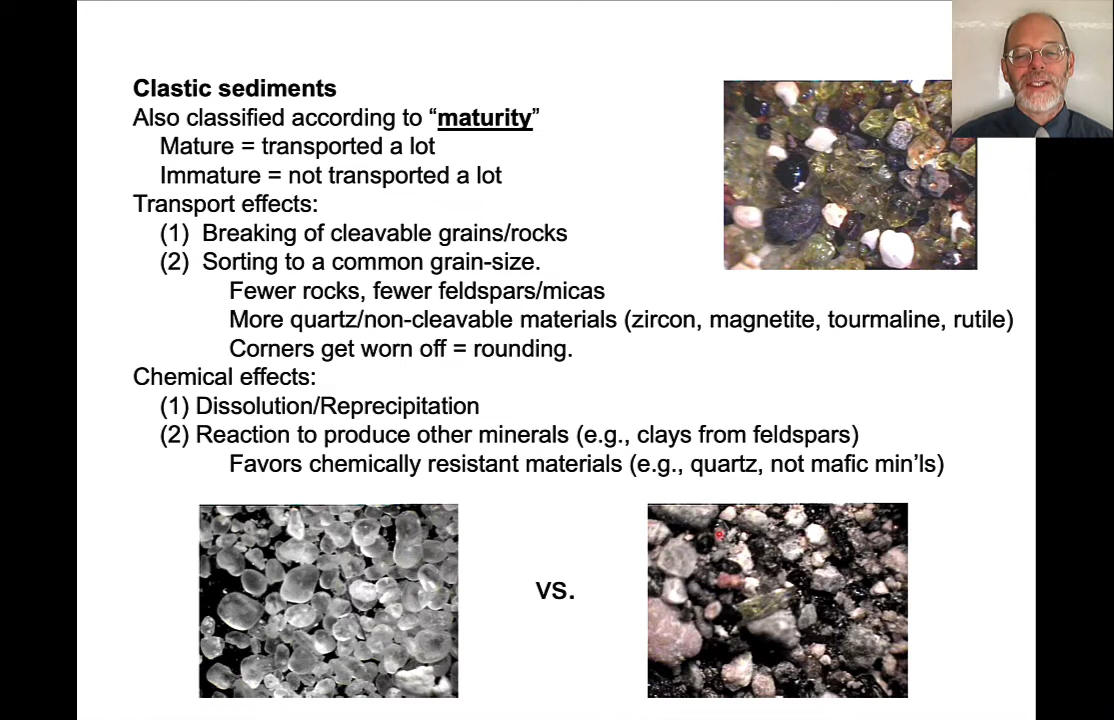 Clastic sediments
Also classified according to “maturity”
Mature = transported a lot
Immature = not transported a lot
Transport effects:
(1) Breaking of cleavable grains/rocks
(2) Sorting to a common grain-size.
Fewer rocks, fewer feldspars/micas
More quartz/non-cleavable materials (zircon, magnetite, tourmaline, rutile)
Corners get worn off = rounding.
Chemical effects:
(1) Dissolution/Reprecipitation
(2) Reaction to produce other minerals (e.g., clays from feldspars)
Favors chemically resistant materials (e.g., quartz, not mafic min’ls)
vs.